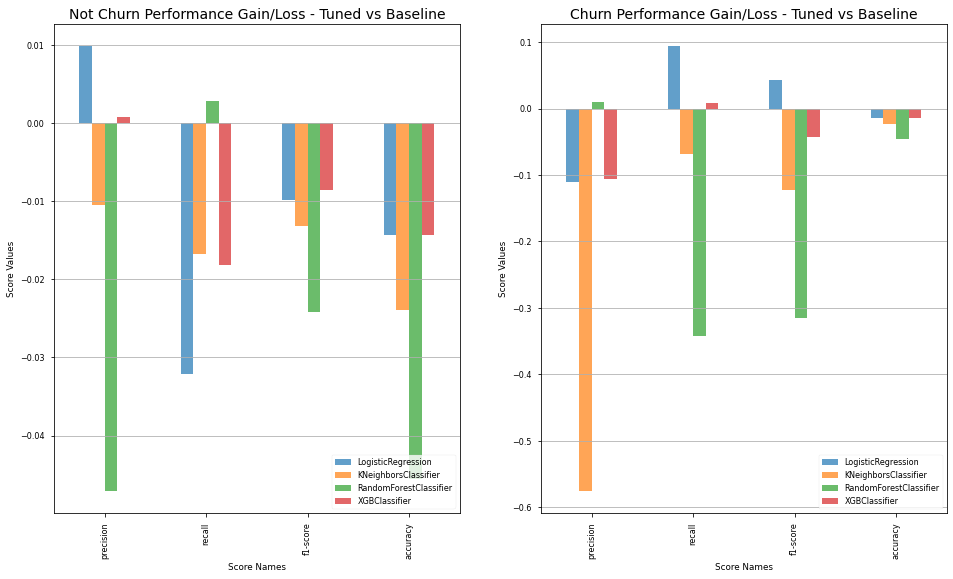 Not Churn Performance Gain/Loss - Tuned vs Baseline
0.01
0.00
−0.01
−0.02
−0.03
−0.04
Score Values
precision
recall
f1-score
accuracy
Score Names
LogisticRegression
KNeighborsClassifier
RandomForestClassifier
XGBClassifier
Churn Performance Gain/Loss - Tuned vs Baseline
0.1
0.0
−0.1
−0.2
−0.3
−0.4
−0.5
−0.6
Score Values
precision
recall
f1-score
accuracy
Score Names
LogisticRegression
KNeighborsClassifier
RandomForestClassifier
XGBClassifier